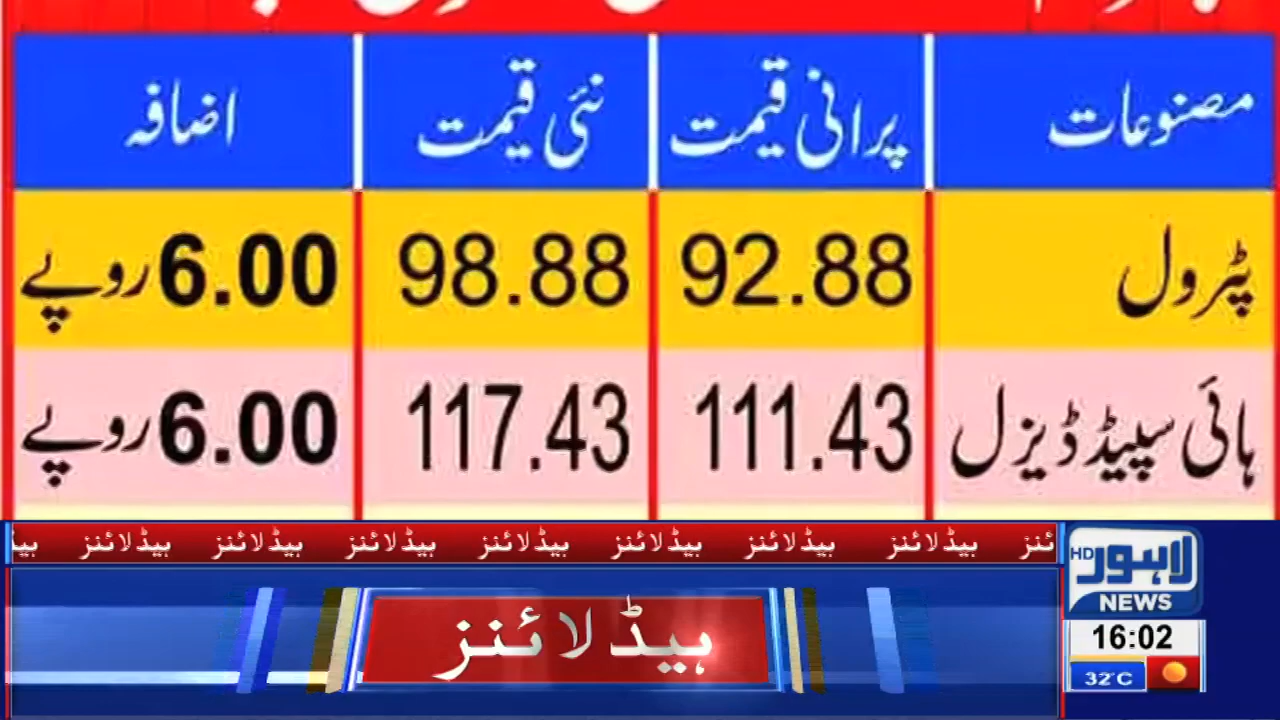 مصنوعات پرانی قیمت نئی قیمت اضافہ
پٹرول 92.88 98.88 6.00 روپے
ہائی سپیڈ ڈیزل 111.43 117.43 6.00 روپے
ہیڈلائنز ہیڈلائنز ہیڈلائنز ہیڈلائنز ہیڈلائنز ہیڈلائنز ہیڈلائنز
ہیڈلائنز
لاہور HD
NEWS
16:02
32°C